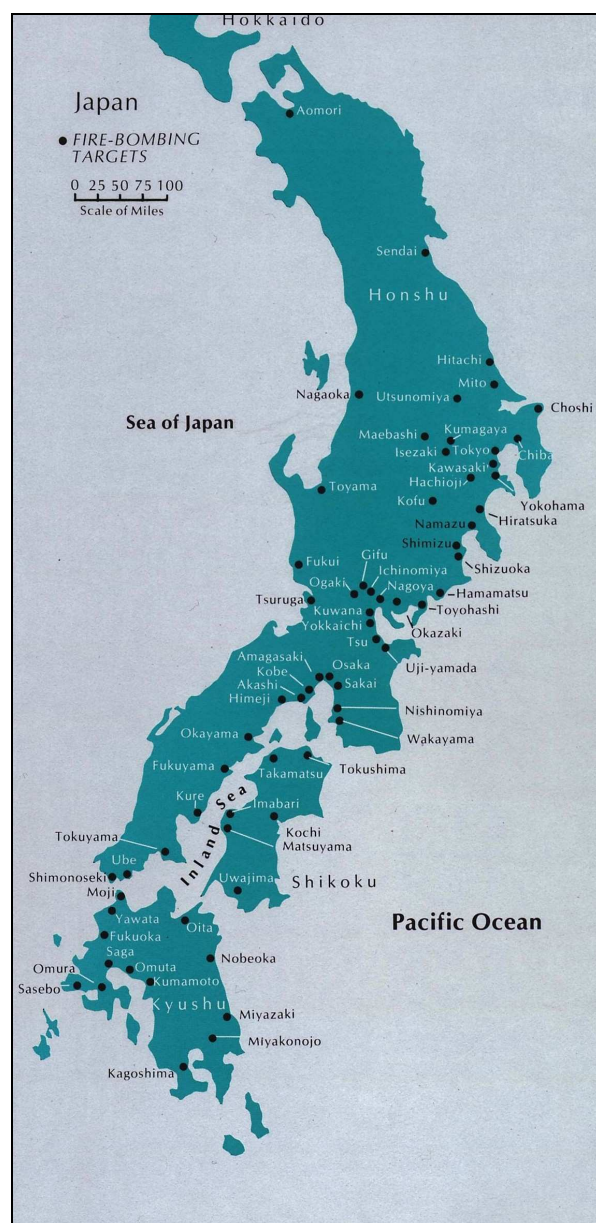 Hokkaido
Japan
FIRE-BOMBING
TARGETS
0 25 50 75 100
Scale of Miles
Aomori
Sendai
Honshu
Hitachi
Mito
Nagaoka
Utsunomiya
Choshi
Sea of Japan
Maebashi
Kumagaya
Isezaki
Tokyo
Chiba
Kawasaki
Hachioji
Toyama
Kofu
Yokohoma
Hiratsuka
Namazu
Shimizu
Gifu
Fukui
Ichinomiya
Shizuoka
Ogaki
Nagoya
Hamamatsu
Tsuruga
Toyohashi
Kuwana
Yokkaichi
Okazaki
Tsu
Amagasaki
Osaka
Uji-yamada
Kobe
Akashi
Sakai
Himeji
Nishinomiya
Okayama
Wakayama
Fukuyama
Takamatsu
Tokushima
Kure
Inland Sea
Imabari
Kochi
Tokuyama
Matsuyama
Ube
Shimonoseki
Uwajima
Shikoku
Moji
Yawata
Oita
Pacific Ocean
Fukuoka
Saga
Nobeoka
Omura
Omuta
Sasebo
Kumamoto
Kyushu
Miyazaki
Miyakonojo
Kagoshima